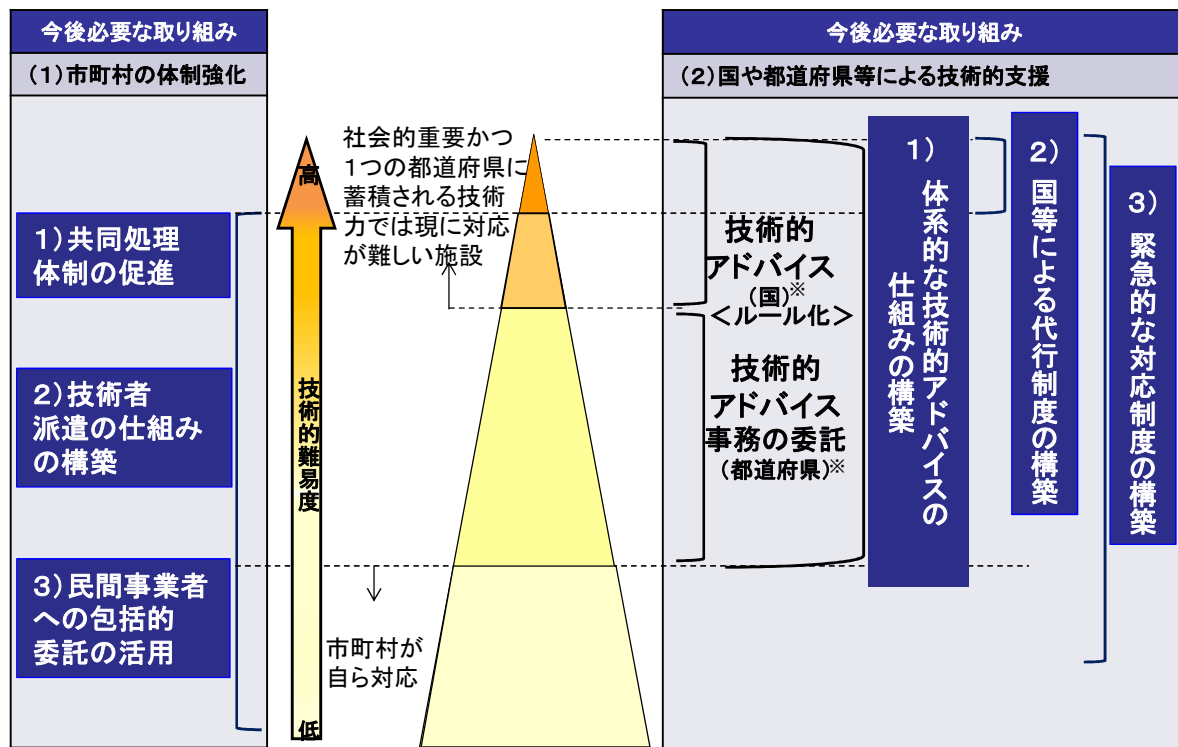 今後必要な取り組み
(1)市町村の体制強化
1)共同処理
体制の促進
2)技術者
派遣の仕組み
の構築
3)民間事業者
への包括的
委託の活用
高
技術的難易度
低
社会的重要かつ
1つの都道府県に
蓄積される技術
力では現に対応
が難しい施設
市町村が
自ら対応
今後必要な取り組み
(2)国や都道府県等による技術的支援
技術的
アドバイス
(国)※
<ルール化>
技術的
アドバイス
事務の委託
(都道府県)※
1) 体系的な技術的アドバイスの
仕組みの構築
2) 国等による代行制度の構築
3) 緊急的な対応制度の構築